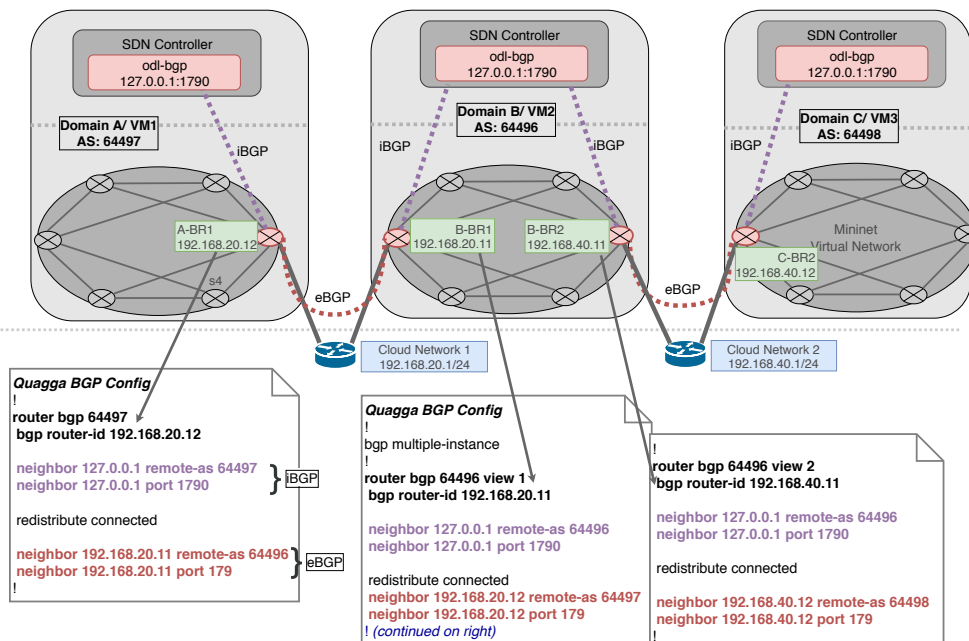 SDN Controller
odl-bgp
127.0.0.1:1790
Domain A/ VM1
AS: 64497
iBGP
A-BR1
192.168.20.12
s4
SDN Controller
odl-bgp
127.0.0.1:1790
Domain B/ VM2
AS: 64496
iBGP
iBGP
B-BR1
192.168.20.11
B-BR2
192.168.40.11
SDN Controller
odl-bgp
127.0.0.1:1790
Domain C/ VM3
AS: 64498
iBGP
Mininet
Virtual Network
C-BR2
192.168.40.12
eBGP
eBGP
Cloud Network 1
192.168.20.1/24
Cloud Network 2
192.168.40.1/24
Quagga BGP Config
!
router bgp 64497
bgp router-id 192.168.20.12
neighbor 127.0.0.1 remote-as 64497
neighbor 127.0.0.1 port 1790
iBGP
redistribute connected
neighbor 192.168.20.11 remote-as 64496
neighbor 192.168.20.11 port 179
eBGP
!
Quagga BGP Config
!
bgp multiple-instance
!
router bgp 64496 view 1
bgp router-id 192.168.20.11
neighbor 127.0.0.1 remote-as 64496
neighbor 127.0.0.1 port 1790
redistribute connected
neighbor 192.168.20.12 remote-as 64497
neighbor 192.168.20.12 port 179
! (continued on right)
!
router bgp 64496 view 2
bgp router-id 192.168.40.11
neighbor 127.0.0.1 remote-as 64496
neighbor 127.0.0.1 port 1790
redistribute connected
neighbor 192.168.40.12 remote-as 64498
neighbor 192.168.40.12 port 179
!